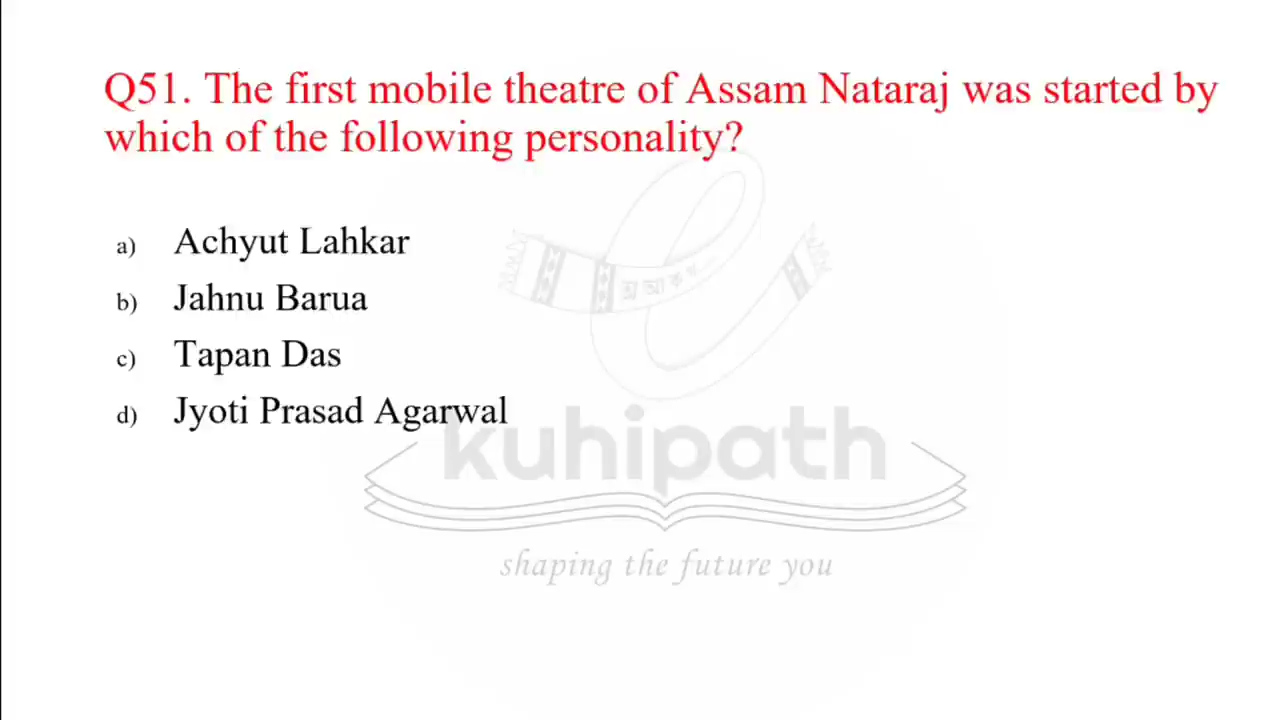 Q51. The first mobile theatre of Assam Nataraj was started by
which of the following personality?
a) Achyut Lahkar
b) Jahnu Barua
c) Tapan Das
d) Jyoti Prasad Agarwal
kuhipath
shaping the future you